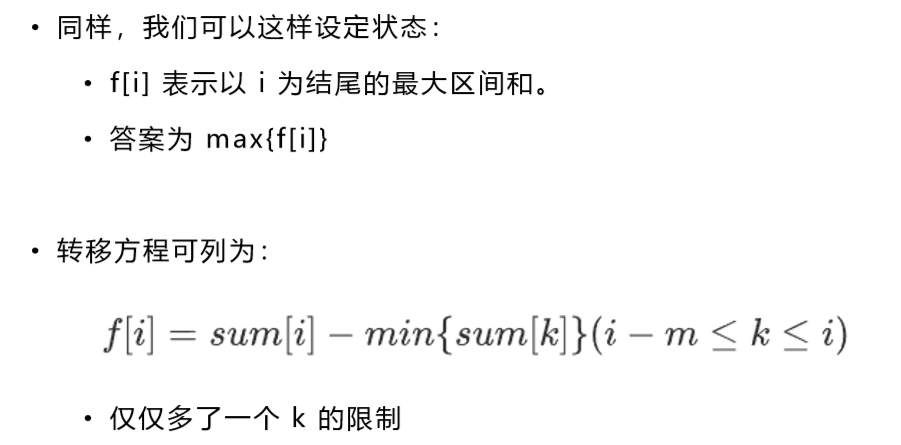 • 同样，我们可以这样设定状态：
• f[i] 表示以 i 为结尾的最大区间和。
• 答案为 max{f[i]}
• 转移方程可列为：
f[i] = sum[i] − min{sum[k]}(i − m ≤ k ≤ i)
• 仅仅多了一个 k 的限制